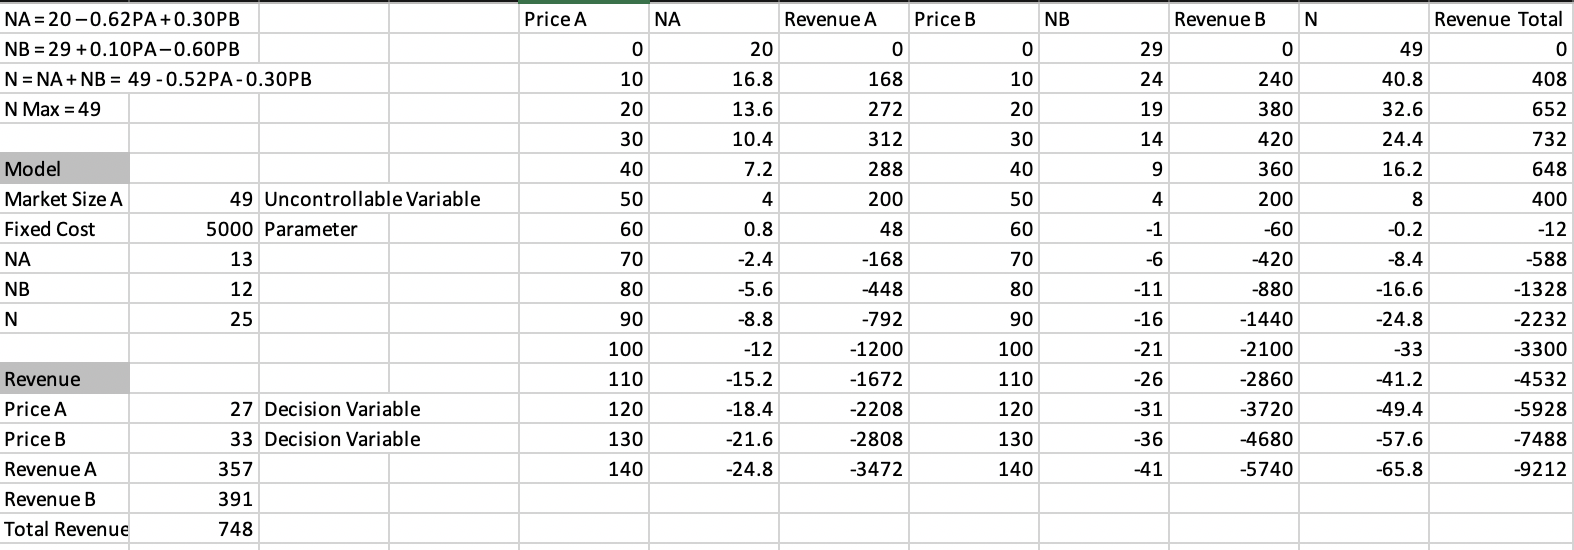 NA = 20 – 0.62PA + 0.30PB Price A NA Revenue A Price B NB Revenue B N Revenue Total
NB = 29 + 0.10PA – 0.60PB 0 20 0 0 29 0 49 0
N = NA + NB = 49 - 0.52PA - 0.30PB 10 16.8 168 10 24 240 40.8 408
N Max = 49 20 13.6 272 20 19 380 32.6 652
30 10.4 312 30 14 420 24.4 732
Model 40 7.2 288 40 9 360 16.2 648
Market Size A 49 Uncontrollable Variable 50 4 200 50 4 200 8 400
Fixed Cost 5000 Parameter 60 0.8 48 60 -1 -60 -0.2 -12
NA 13 70 -2.4 -168 70 -6 -420 -8.4 -588
NB 12 80 -5.6 -448 80 -11 -880 -16.6 -1328
N 25 90 -8.8 -792 90 -16 -1440 -24.8 -2232
100 -12 -1200 100 -21 -2100 -33 -3300
Revenue 110 -15.2 -1672 110 -26 -2860 -41.2 -4532
Price A 27 Decision Variable 120 -18.4 -2208 120 -31 -3720 -49.4 -5928
Price B 33 Decision Variable 130 -21.6 -2808 130 -36 -4680 -57.6 -7488
Revenue A 357 140 -24.8 -3472 140 -41 -5740 -65.8 -9212
Revenue B 391
Total Revenue 748